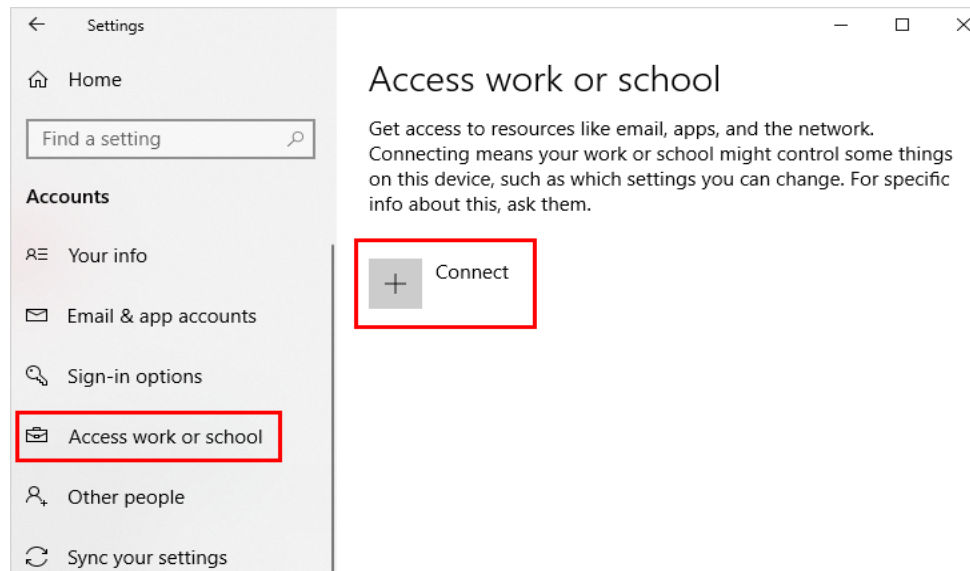 Settings
Home
Find a setting
Accounts
Your info
Email & app accounts
Sign-in options
Access work or school
Other people
Sync your settings
Access work or school
Get access to resources like email, apps, and the network.
Connecting means your work or school might control some things
on this device, such as which settings you can change. For specific
info about this, ask them.
Connect